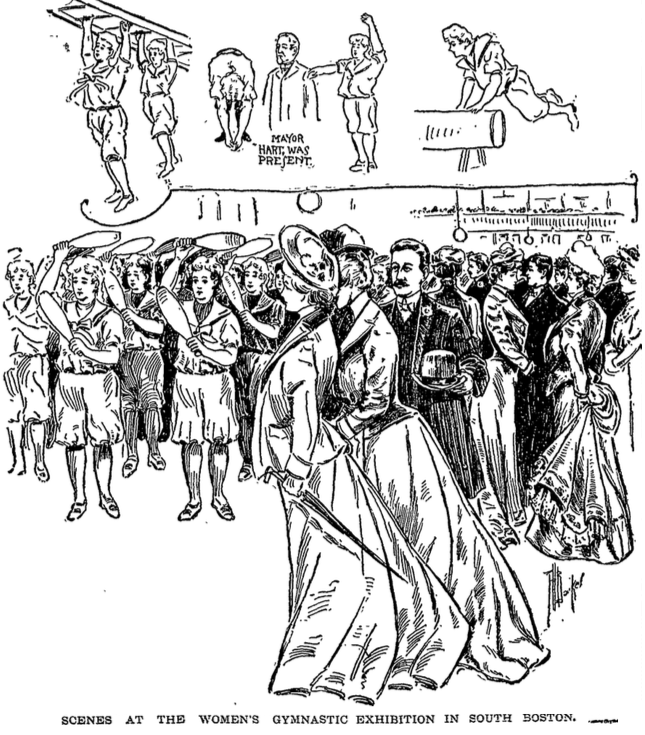 MAYOR
HART, WAS
PRESENT.
SCENES AT THE WOMEN'S GYMNASTIC EXHIBITION IN SOUTH BOSTON.